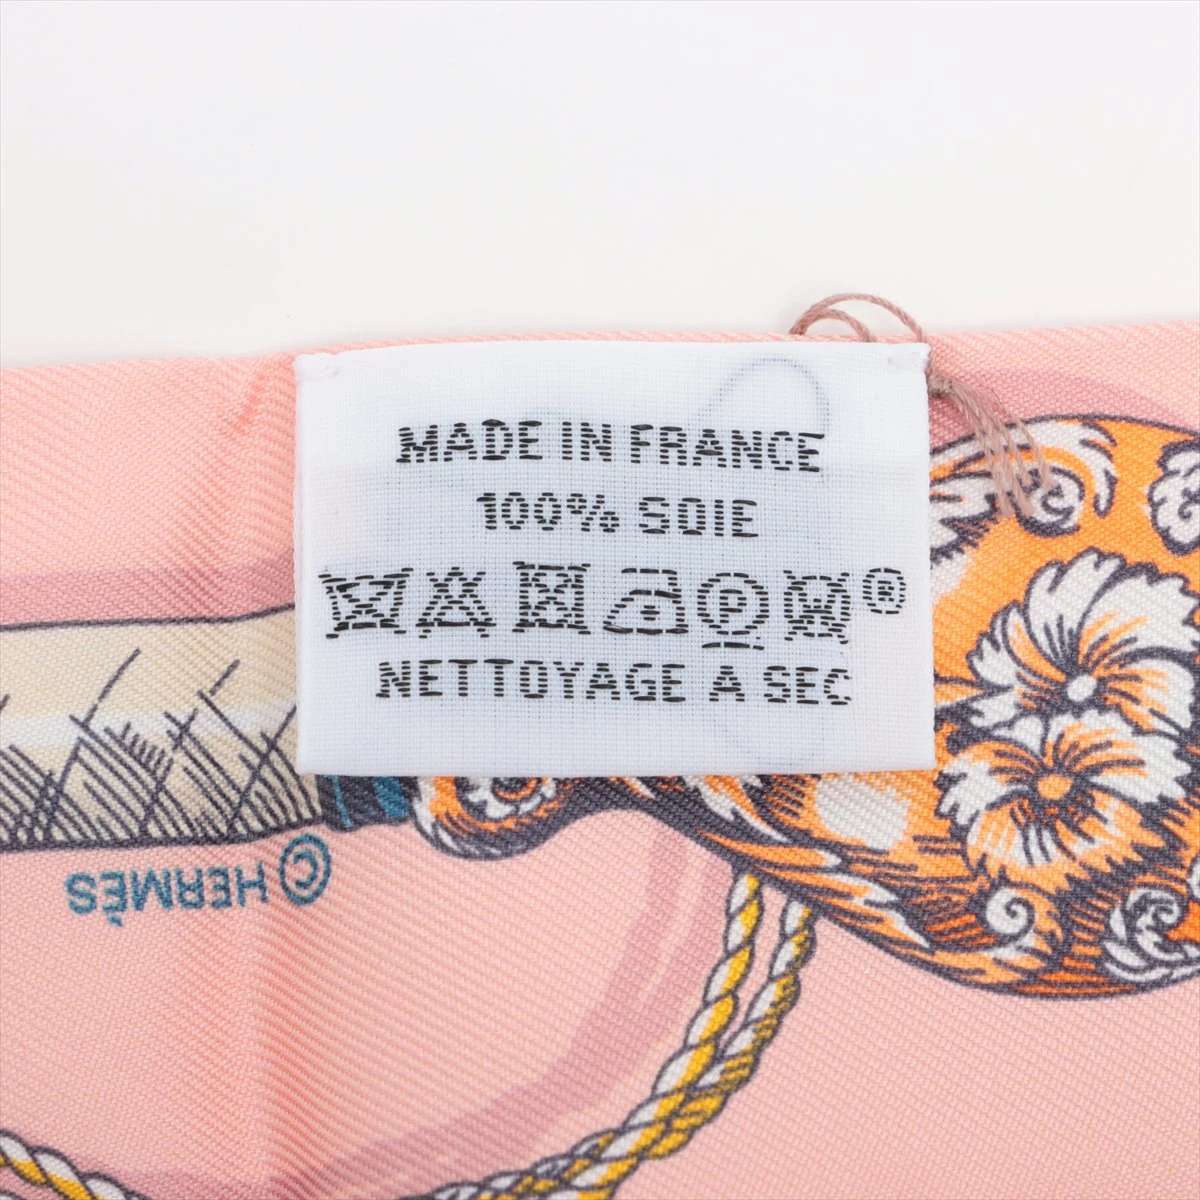 MADE IN FRANCE
100% SOIE
P ®
NETTOYAGE A SEC
© HERMÈS